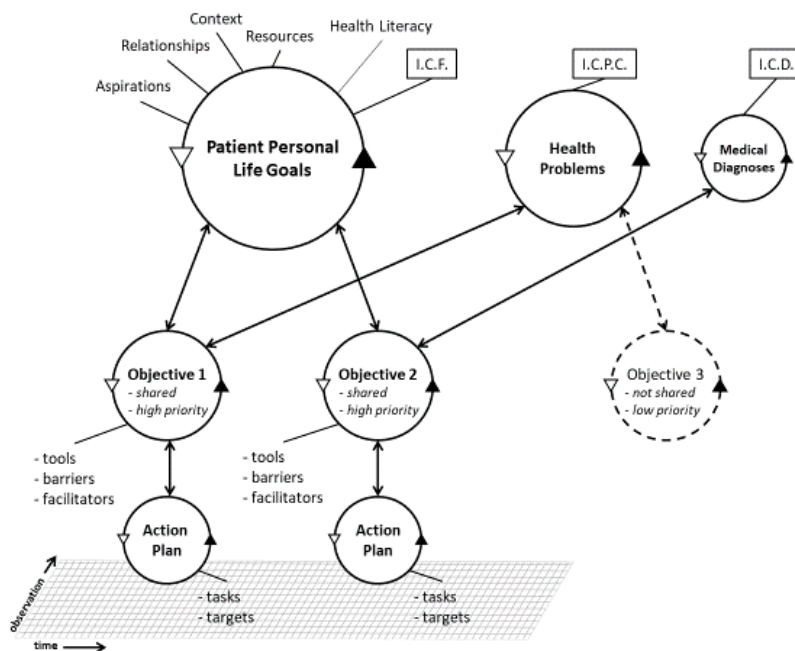 Context
Health Literacy
Resources
Relationships
I.C.F.
I.C.P.C.
I.C.D.
Aspirations
Patient Personal
Life Goals
Health
Problems
Medical
Diagnoses
Objective 1
- shared
- high priority
Objective 2
- shared
- high priority
Objective 3
- not shared
- low priority
- tools
- barriers
- facilitators
- tools
- barriers
- facilitators
Action
Plan
Action
Plan
- tasks
- targets
- tasks
- targets
observation
time